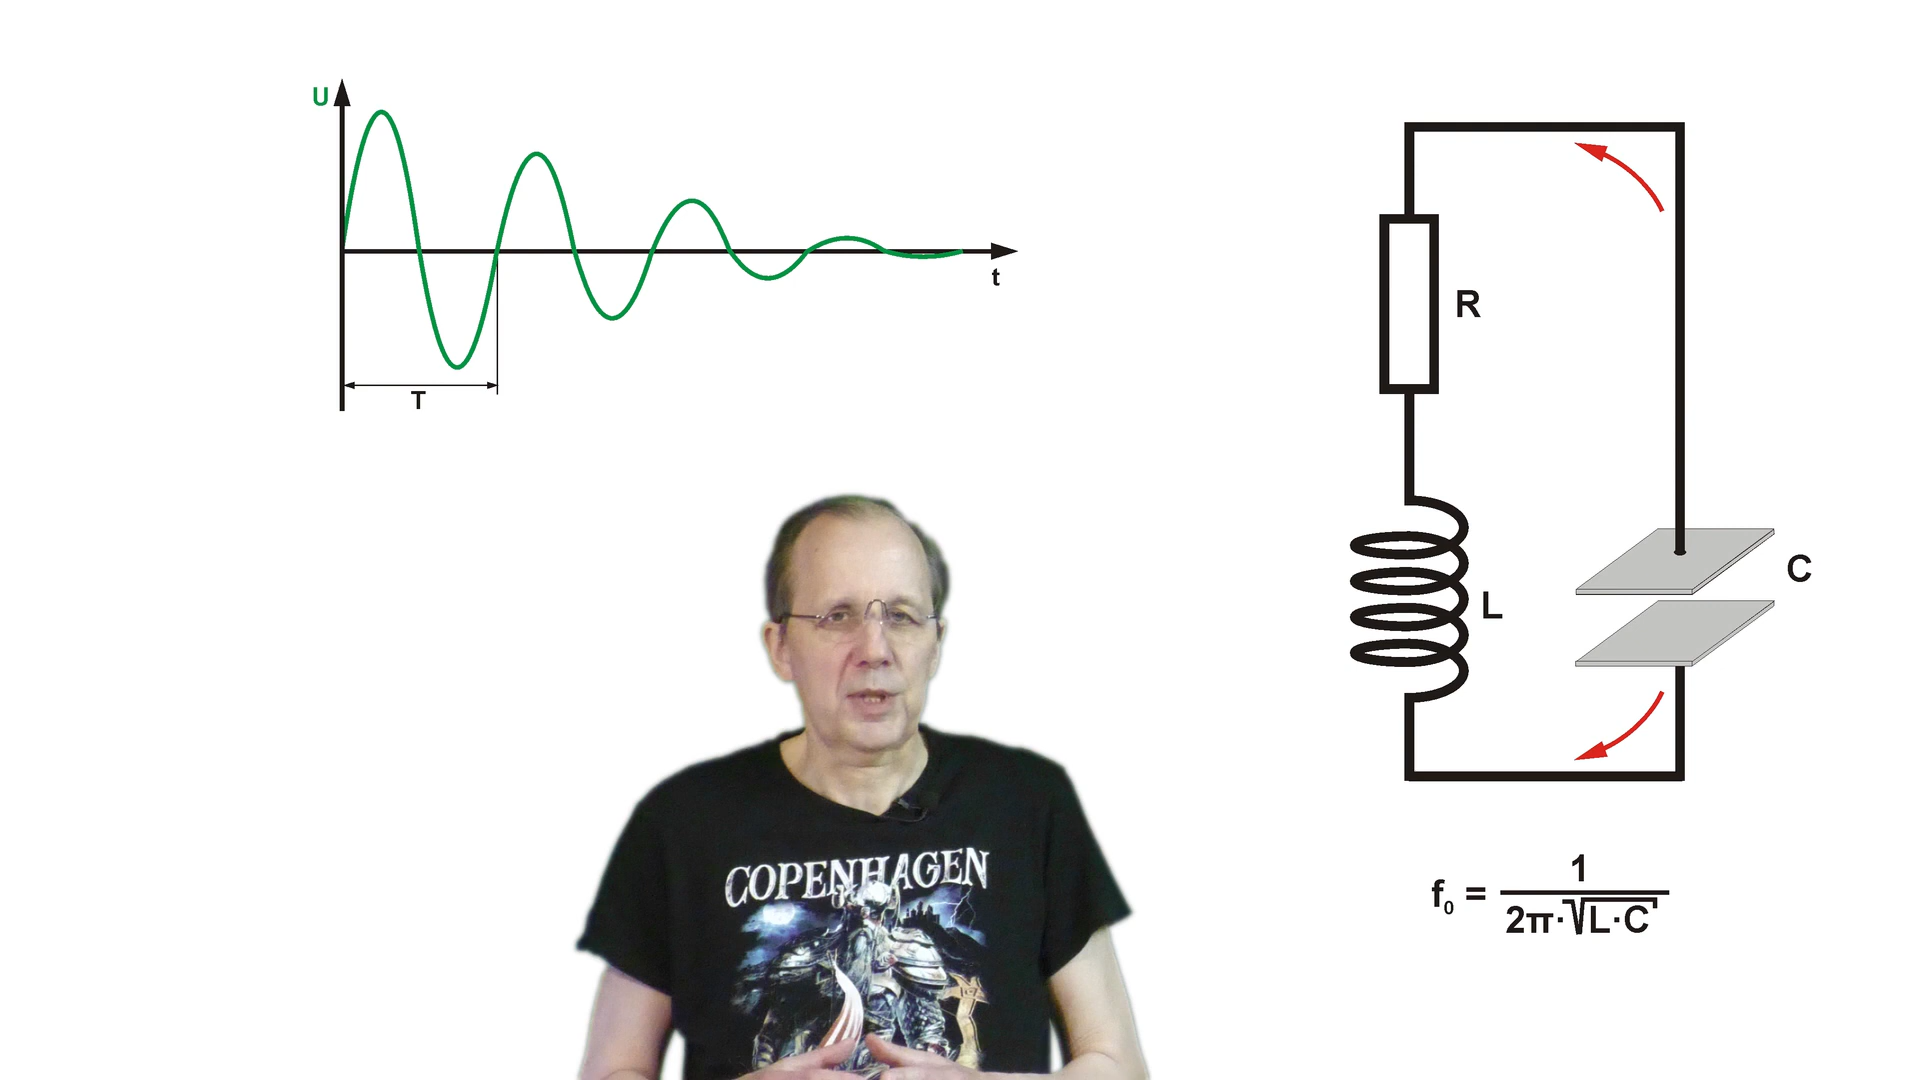 U
t
T
R
L
C
f₀ = 1 / 2π·√L·C
COPENHAGEN